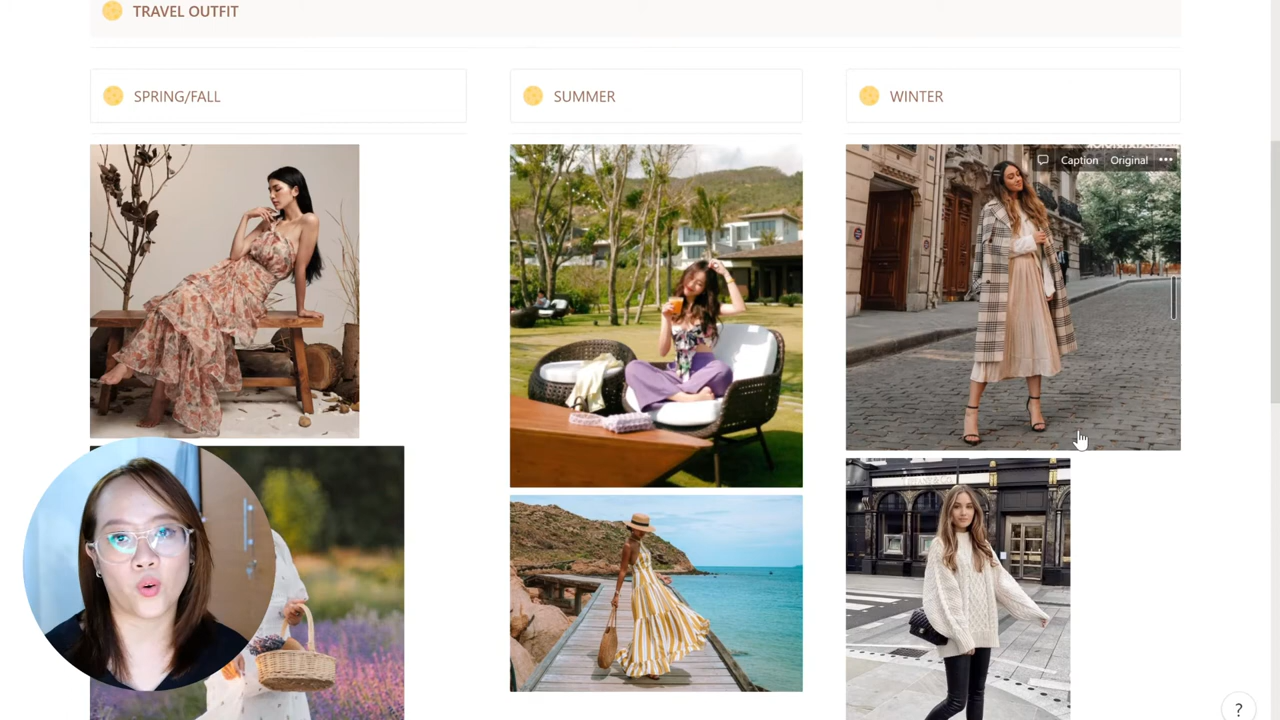 TRAVEL OUTFIT
SPRING/FALL
SUMMER
WINTER
Caption Original •••
?